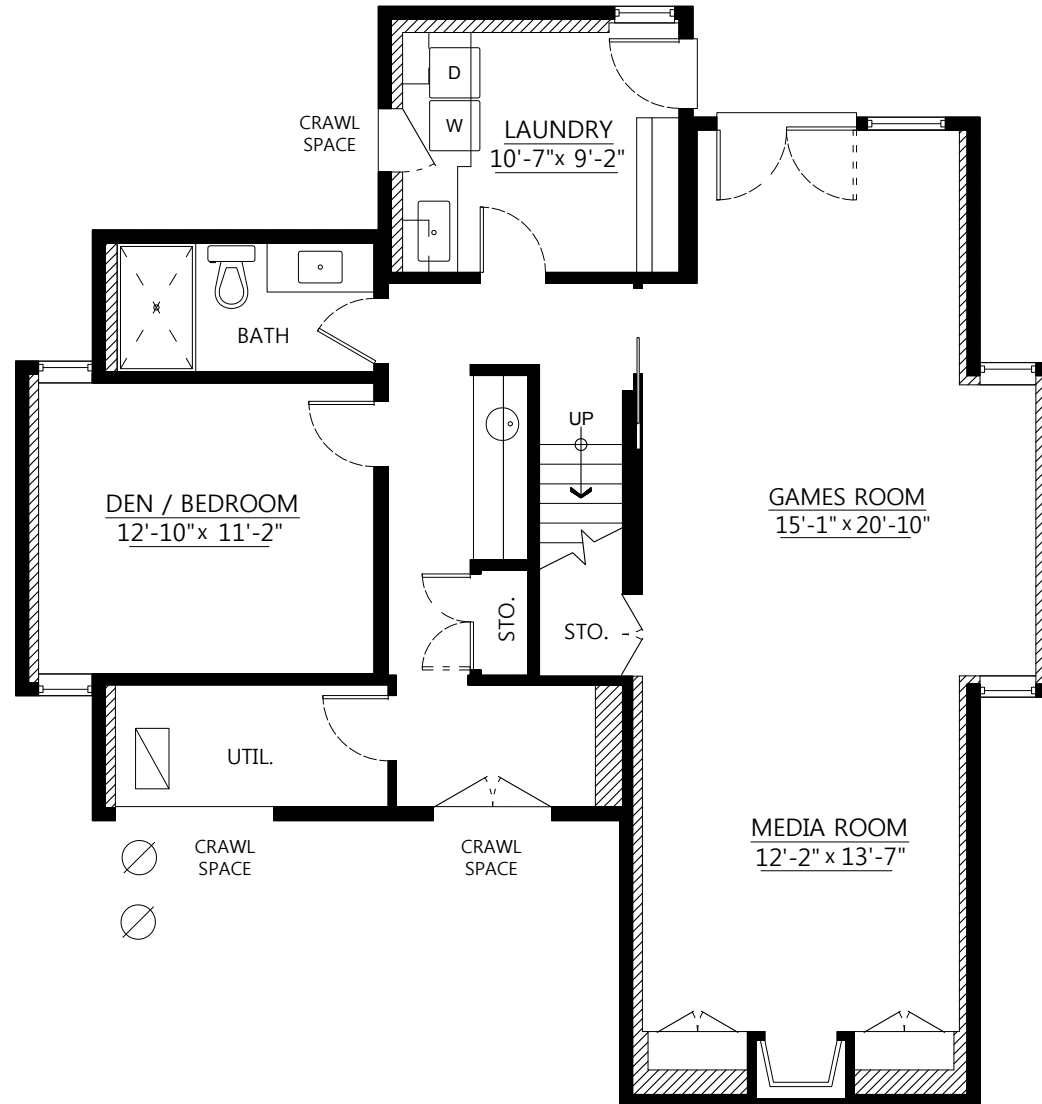 D
W
CRAWL
SPACE
LAUNDRY
10'-7"x 9'-2"
BATH
UP
DEN / BEDROOM
12'-10"x 11'-2"
GAMES ROOM
15'-1" x 20'-10"
STO.
STO.
UTIL.
MEDIA ROOM
12'-2" x 13'-7"
CRAWL
SPACE
CRAWL
SPACE